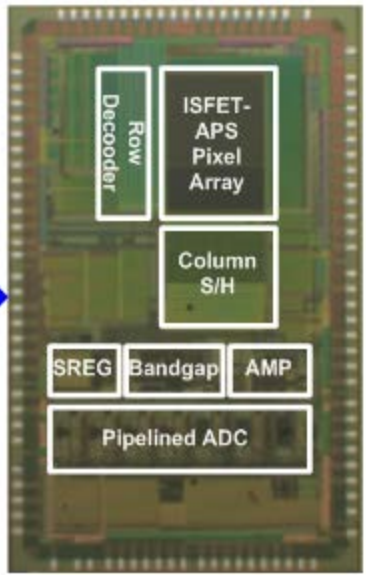 Row
Decoder
ISFET-
APS
Pixel
Array
Column
S/H
SREG
Bandgap
AMP
Pipelined ADC